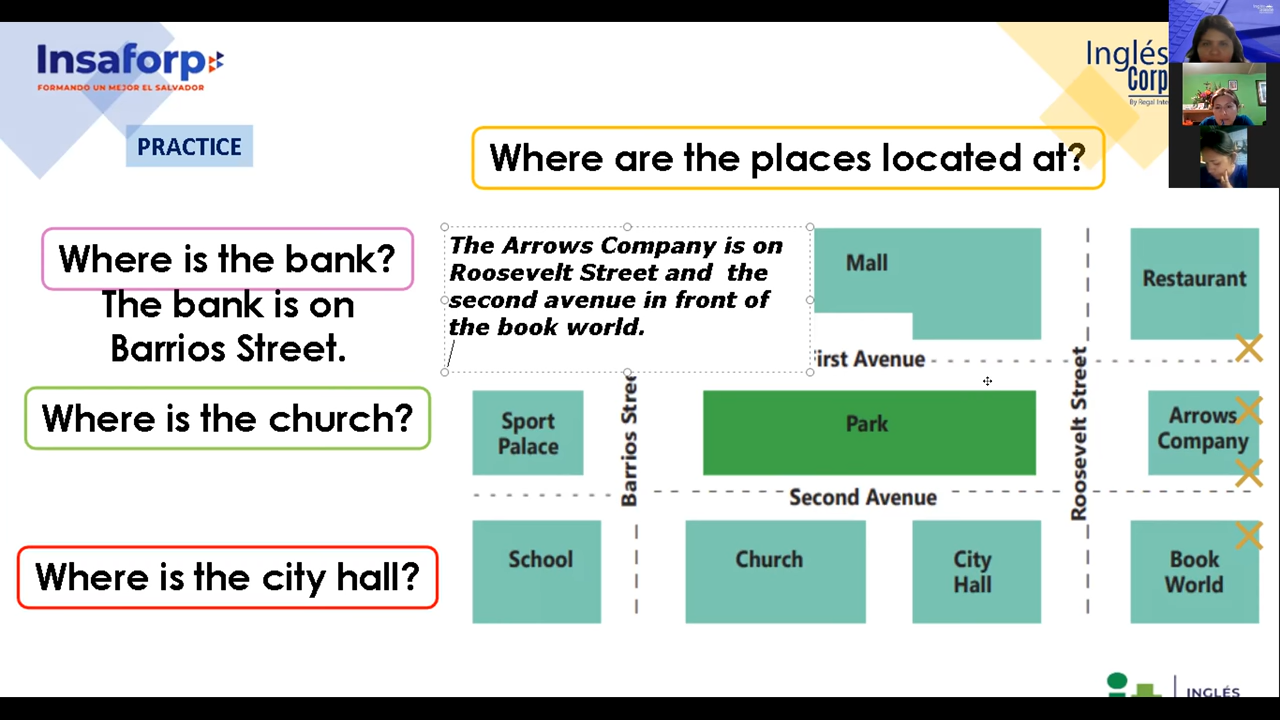 Insaforp
FORMANDO UN MEJOR EL SALVADOR
Inglés
Corp
PRACTICE
Where are the places located at?
Where is the bank?
The bank is on
Barrios Street.
Where is the church?
Where is the city hall?
The Arrows Company is on
Roosevelt Street and the
second avenue in front of
the book world.
Mall
Restaurant
First Avenue
Roosevelt Street
Sport
Palace
Barrios Stree
Park
Arrows
Company
Second Avenue
School
Church
City
Hall
Book
World
INGLÉS